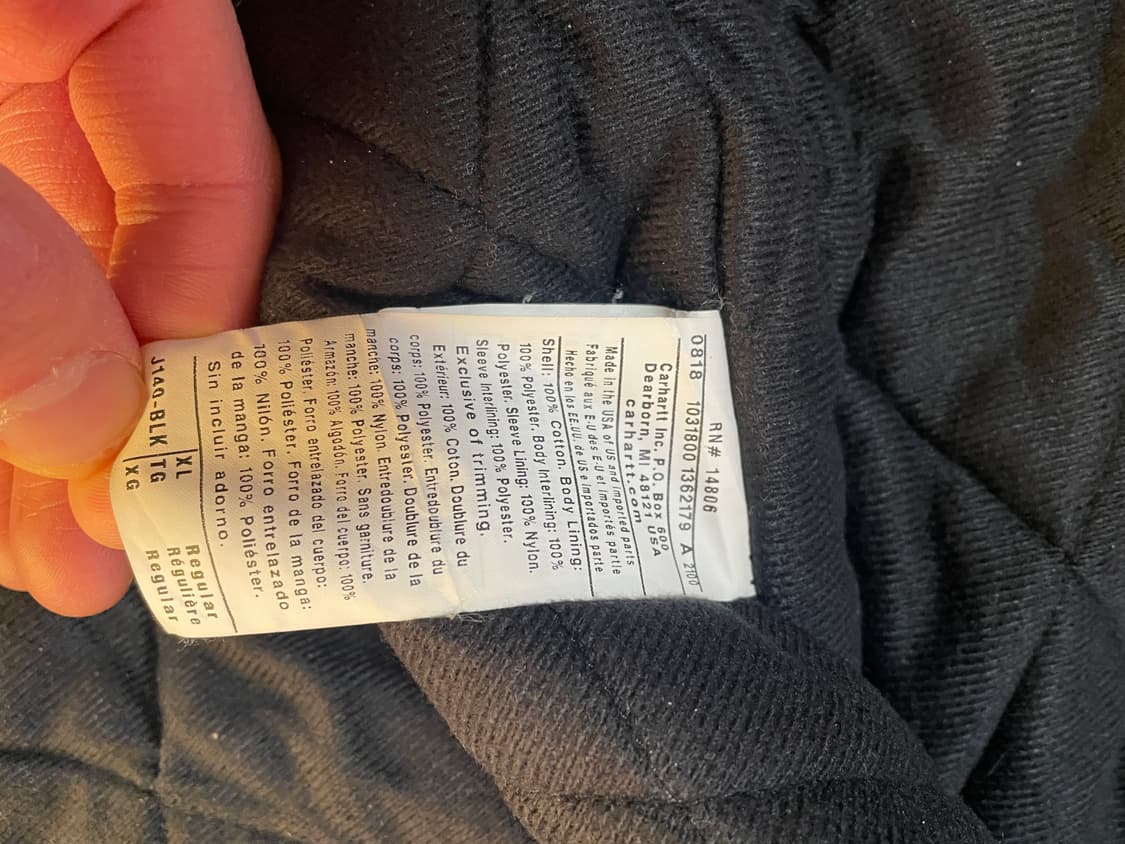 RN# 14806
0818 1031800 1362179 A 2100
Carhartt Inc, P.O. Box 600
Dearborn, MI 48121 USA
carhartt.com
Made in the USA of US and imported parts
Fabriqué aux E-U des E-U et importés partie
Hecho en los EE.UU. de US e importados parte
Shell: 100% Cotton. Body Lining:
100% Polyester. Body Interlining: 100%
Polyester. Sleeve Lining: 100% Nylon.
Sleeve Interlining: 100% Polyester.
Exclusive of trimming.
Extérieur: 100% Coton. Doublure du
corps: 100% Polyester. Entredoublure du
corps: 100% Polyester. Doublure de la
manche: 100% Nylon. Entredoublure de la
manche: 100% Polyester. Sans garniture.
Armazón: 100% Algodón. Forro del cuerpo: 100%
Poliéster. Forro entrelazado del cuerpo:
100% Poliéster. Forro de la manga:
100% Nilón. Forro entrelazado
de la manga: 100% Poliéster.
Sin incluir adorno.
XL Regular
J140-BLK TG Régulière
XG Regular